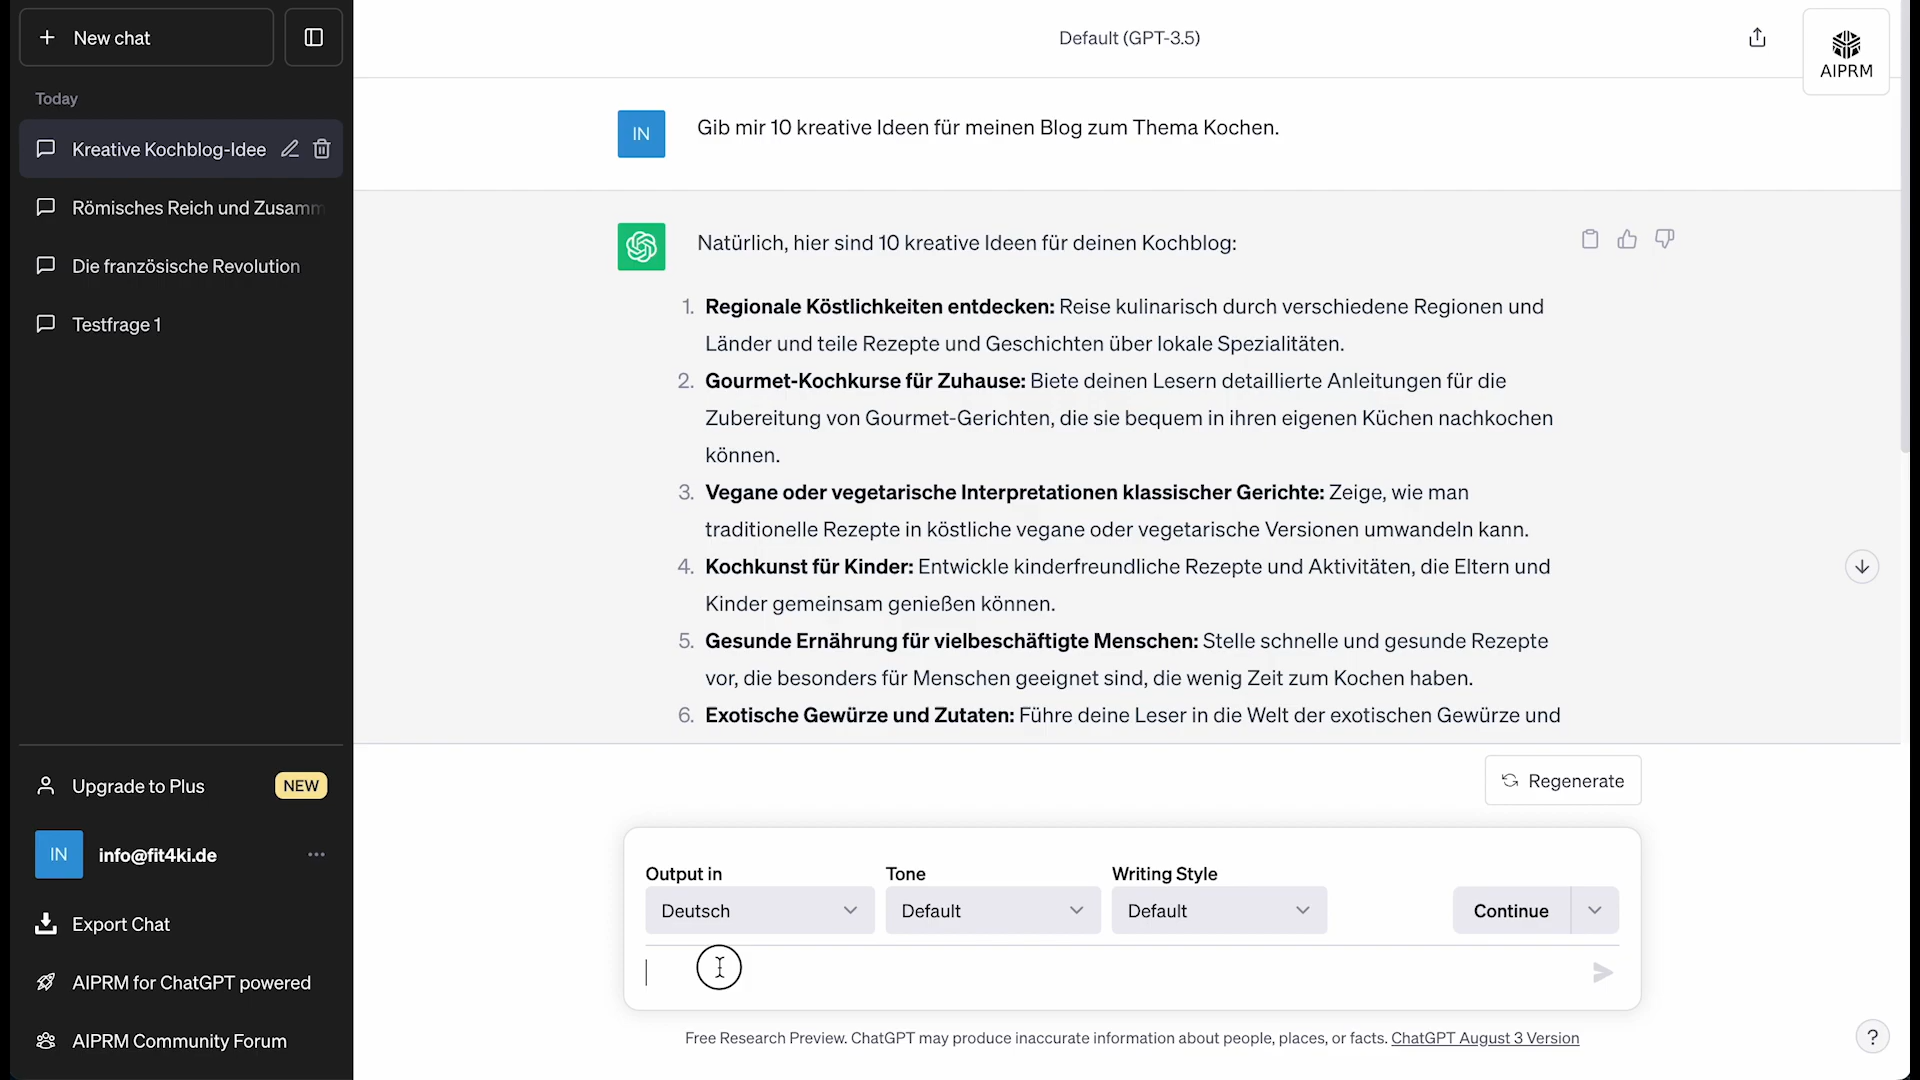 New chat
Today
Kreative Kochblog-Idee
Römisches Reich und Zusamm
Die französische Revolution
Testfrage 1
Upgrade to Plus NEW
IN info@fit4ki.de
Export Chat
AIPRM for ChatGPT powered
AIPRM Community Forum
Default (GPT-3.5)
AIPRM
IN Gib mir 10 kreative Ideen für meinen Blog zum Thema Kochen.
Natürlich, hier sind 10 kreative Ideen für deinen Kochblog:
1. Regionale Köstlichkeiten entdecken: Reise kulinarisch durch verschiedene Regionen und
Länder und teile Rezepte und Geschichten über lokale Spezialitäten.
2. Gourmet-Kochkurse für Zuhause: Biete deinen Lesern detaillierte Anleitungen für die
Zubereitung von Gourmet-Gerichten, die sie bequem in ihren eigenen Küchen nachkochen
können.
3. Vegane oder vegetarische Interpretationen klassischer Gerichte: Zeige, wie man
traditionelle Rezepte in köstliche vegane oder vegetarische Versionen umwandeln kann.
4. Kochkunst für Kinder: Entwickle kinderfreundliche Rezepte und Aktivitäten, die Eltern und
Kinder gemeinsam genießen können.
5. Gesunde Ernährung für vielbeschäftigte Menschen: Stelle schnelle und gesunde Rezepte
vor, die besonders für Menschen geeignet sind, die wenig Zeit zum Kochen haben.
6. Exotische Gewürze und Zutaten: Führe deine Leser in die Welt der exotischen Gewürze und
Regenerate
Output in Tone Writing Style
Deutsch Default Default Continue
Free Research Preview. ChatGPT may produce inaccurate information about people, places, or facts. ChatGPT August 3 Version
?